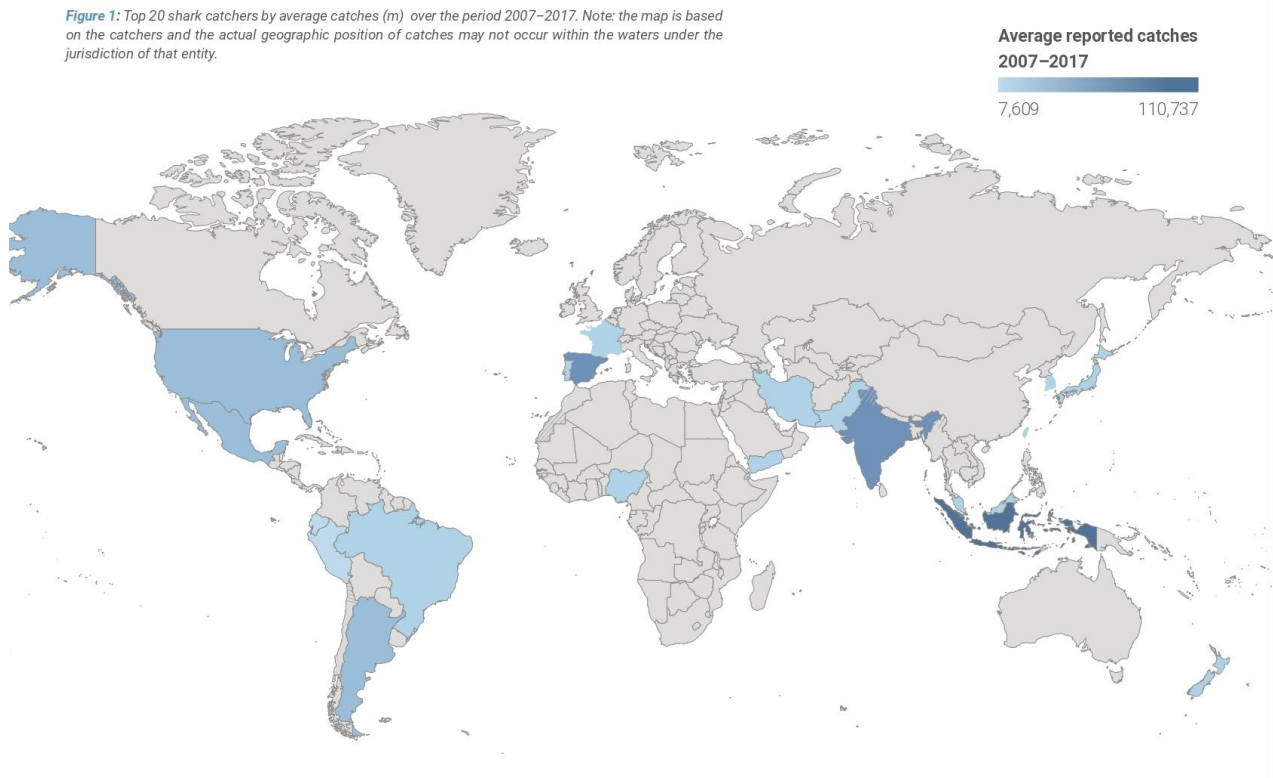 Figure 1: Top 20 shark catchers by average catches (m) over the period 2007–2017. Note: the map is based
on the catchers and the actual geographic position of catches may not occur within the waters under the
jurisdiction of that entity.
Average reported catches
2007–2017
7,609 110,737